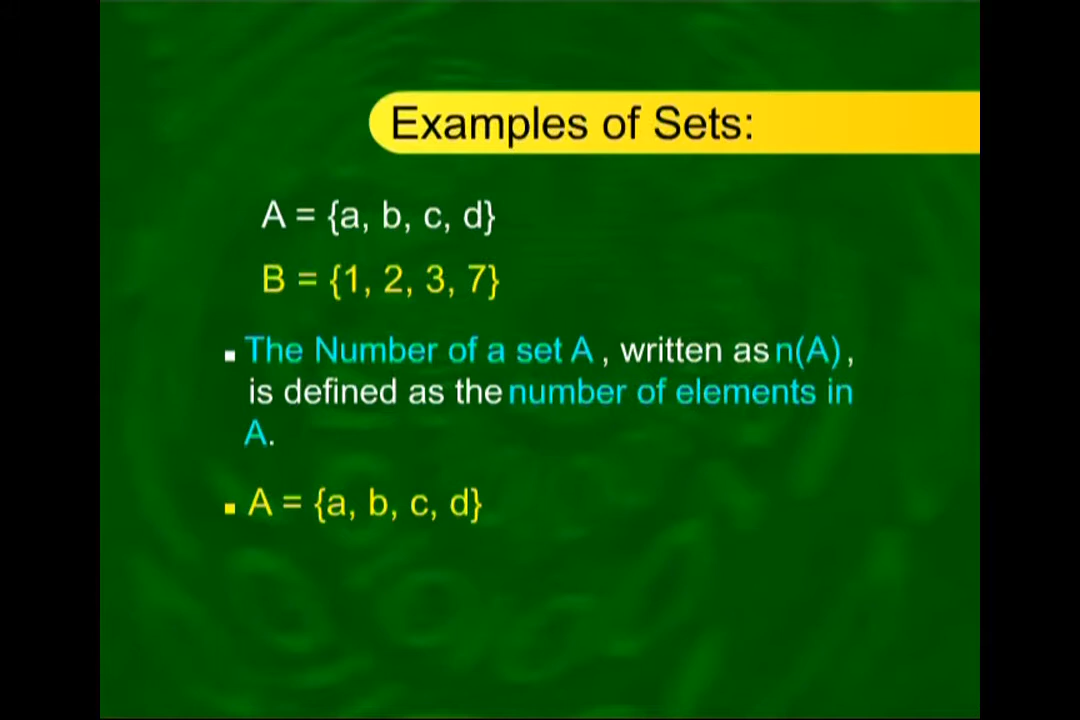 Examples of Sets:
A = {a, b, c, d}
B = {1, 2, 3, 7}
▪ The Number of a set A , written as n(A) ,
is defined as the number of elements in
A.
▪ A = {a, b, c, d}